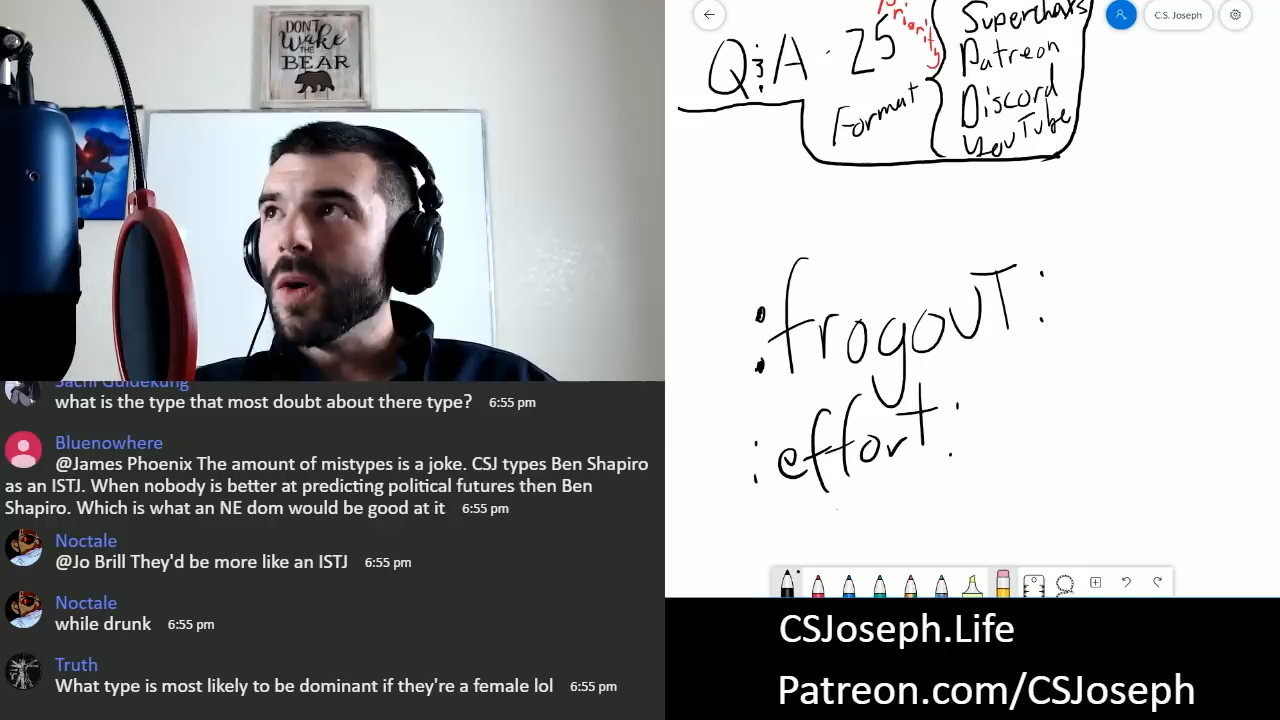 DON'T
Wake
THE
BEAR
Q&A · 25
Priority
Format
Superchats
Patreon
Discord
YouTube
C.S. Joseph
:frogouT:
:effort:
Sachi Guldekung
what is the type that most doubt about there type? 6:55 pm
Bluenowhere
@James Phoenix The amount of mistypes is a joke. CSJ types Ben Shapiro
as an ISTJ. When nobody is better at predicting political futures then Ben
Shapiro. Which is what an NE dom would be good at it 6:55 pm
Noctale
@Jo Brill They'd be more like an ISTJ 6:55 pm
Noctale
while drunk 6:55 pm
Truth
What type is most likely to be dominant if they're a female lol 6:55 pm
CSJoseph.Life
Patreon.com/CSJoseph